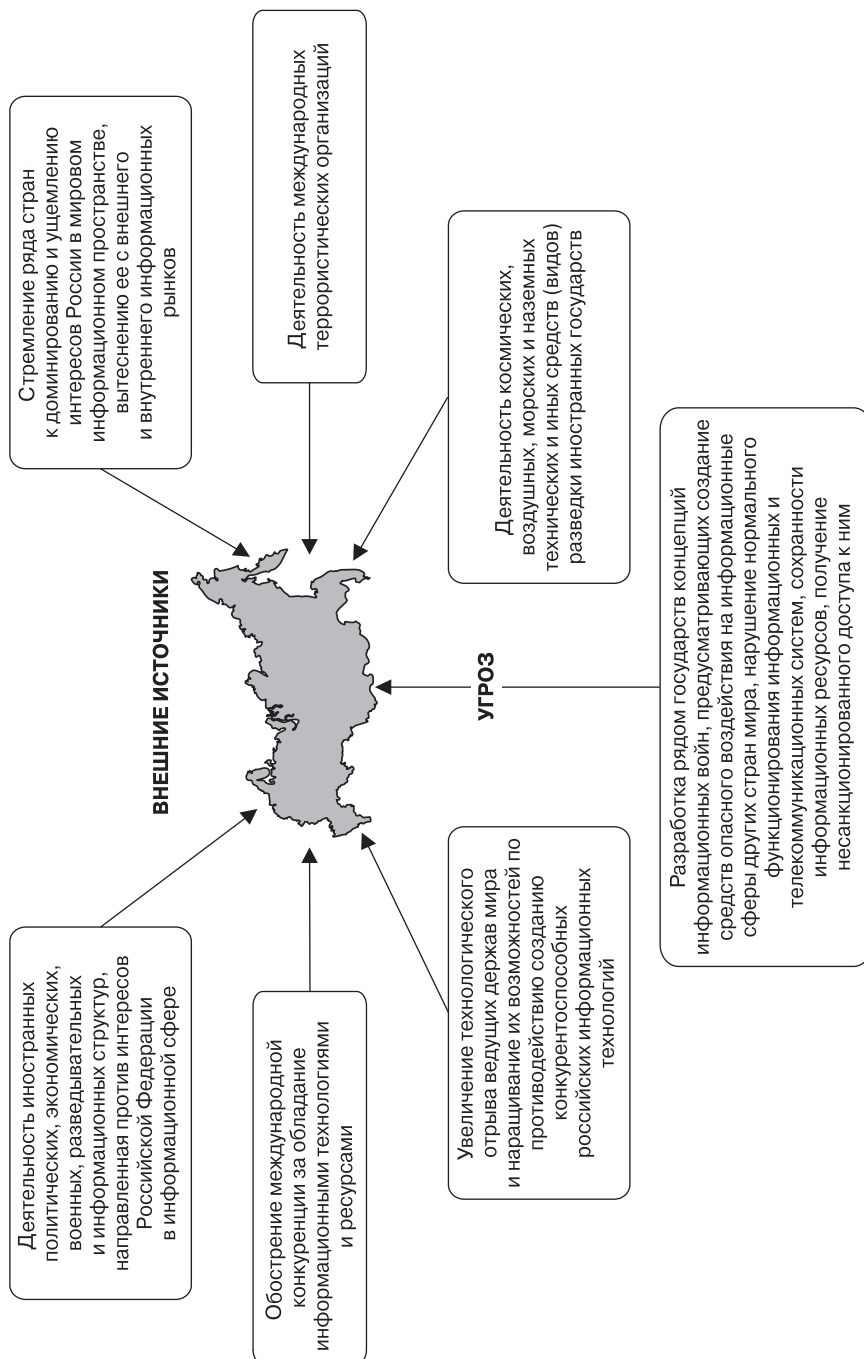 ВНЕШНИЕ ИСТОЧНИКИ
УГРОЗ
Деятельность иностранных
политических, экономических,
военных, разведывательных
и информационных структур,
направленная против интересов
Российской Федерации
в информационной сфере
Стремление ряда стран
к доминированию и ущемлению
интересов России в мировом
информационном пространстве,
вытеснению ее с внешнего
и внутреннего информационных
рынков
Обострение международной
конкуренции за обладание
информационными технологиями
и ресурсами
Деятельность международных
террористических организаций
Увеличение технологического
отрыва ведущих держав мира
и наращивание их возможностей по
противодействию созданию
конкурентоспособных
российских информационных
технологий
Деятельность космических,
воздушных, морских и наземных
технических и иных средств (видов)
разведки иностранных государств
Разработка рядом государств концепций
информационных войн, предусматривающих создание
средств опасного воздействия на информационные
сферы других стран мира, нарушение нормального
функционирования информационных и
телекоммуникационных систем, сохранности
информационных ресурсов, получение
несанкционированного доступа к ним